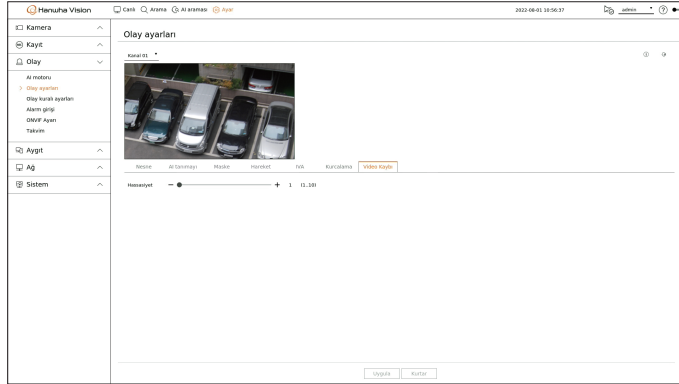 Hanwha Vision
Canlı Arama AI araması Ayar 2022-08-01 10:56:37 admin
Kamera
Kayıt
Olay
AI motoru
Olay ayarları
Olay kuralı ayarları
Alarm girişi
ONVIF Ayarı
Takvim
Aygıt
Ağ
Sistem
Olay ayarları
Kanal 01
Nesne AI tanımayı Maske Hareket IVA Kurcalama Video Kaybı
Hassasiyet 1 (1..10)
Uygula Kurtar